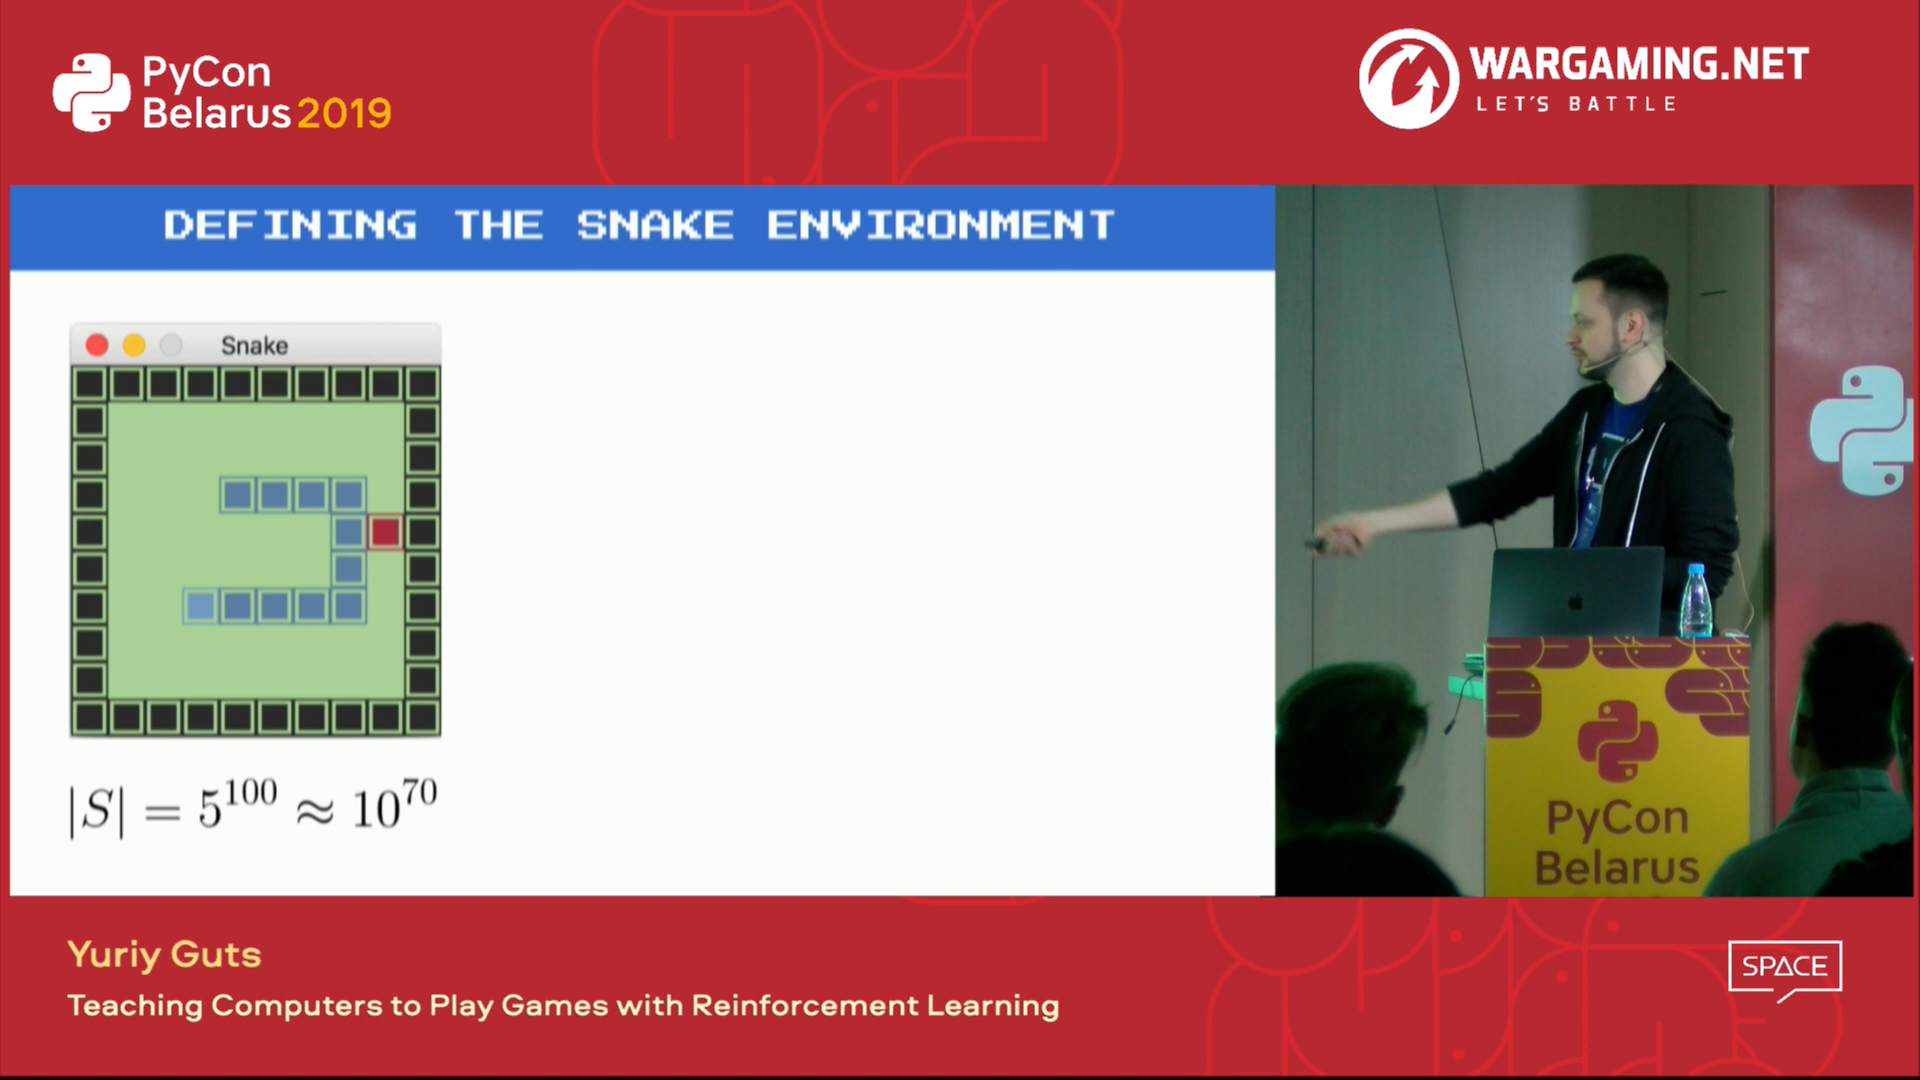 PyCon
Belarus 2019
WARGAMING.NET
LET'S BATTLE
DEFINING THE SNAKE ENVIRONMENT
Snake
|S| = 5^100 ≈ 10^70
PyCon
Belarus
Yuriy Guts
Teaching Computers to Play Games with Reinforcement Learning
SPACE